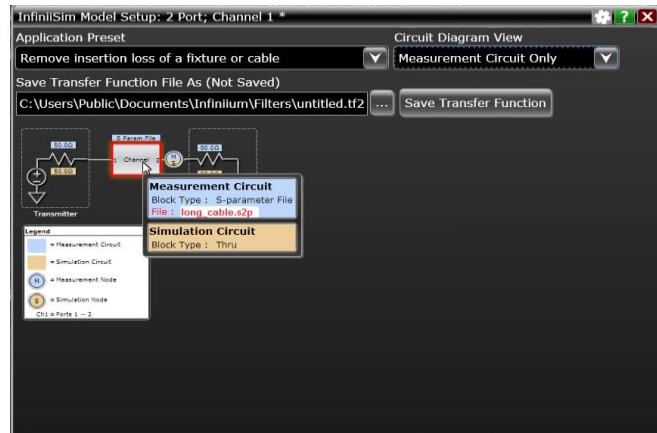 InfiniiSim Model Setup: 2 Port; Channel 1 *
Application Preset
Circuit Diagram View
Remove insertion loss of a fixture or cable
Measurement Circuit Only
Save Transfer Function File As (Not Saved)
C:\Users\Public\Documents\Infiniium\Filters\untitled.tf2
...
Save Transfer Function
S Param File
50.0Ω
50.0Ω
1 Channel 2
M
S
50.0Ω
50.0Ω
Transmitter
Measurement Circuit
Block Type : S-parameter File
File : long_cable.s2p
Simulation Circuit
Block Type : Thru
Legend
= Measurement Circuit
= Simulation Circuit
M = Measurement Node
S = Simulation Node
Ch1 = Ports 1 - 2